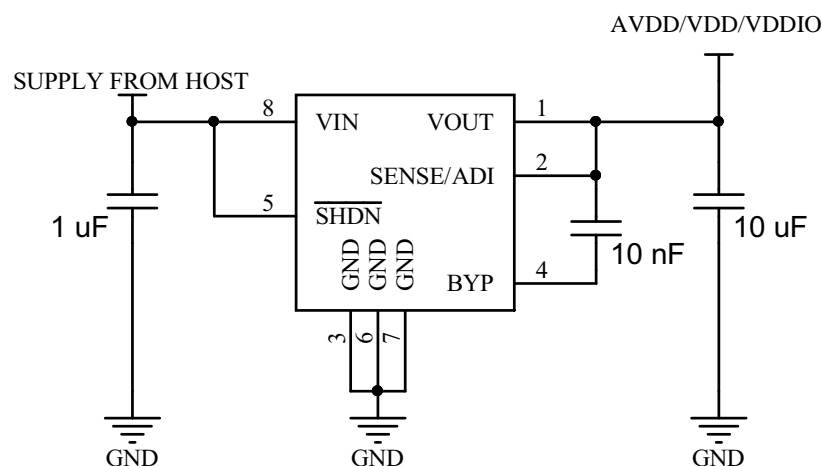 AVDD/VDD/VDDIO
SUPPLY FROM HOST
8
VIN
VOUT
1
SENSE/ADI
2
5
SHDN
1 uF
10 nF
10 uF
GND
GND
GND
BYP
4
3
6
7
GND
GND
GND